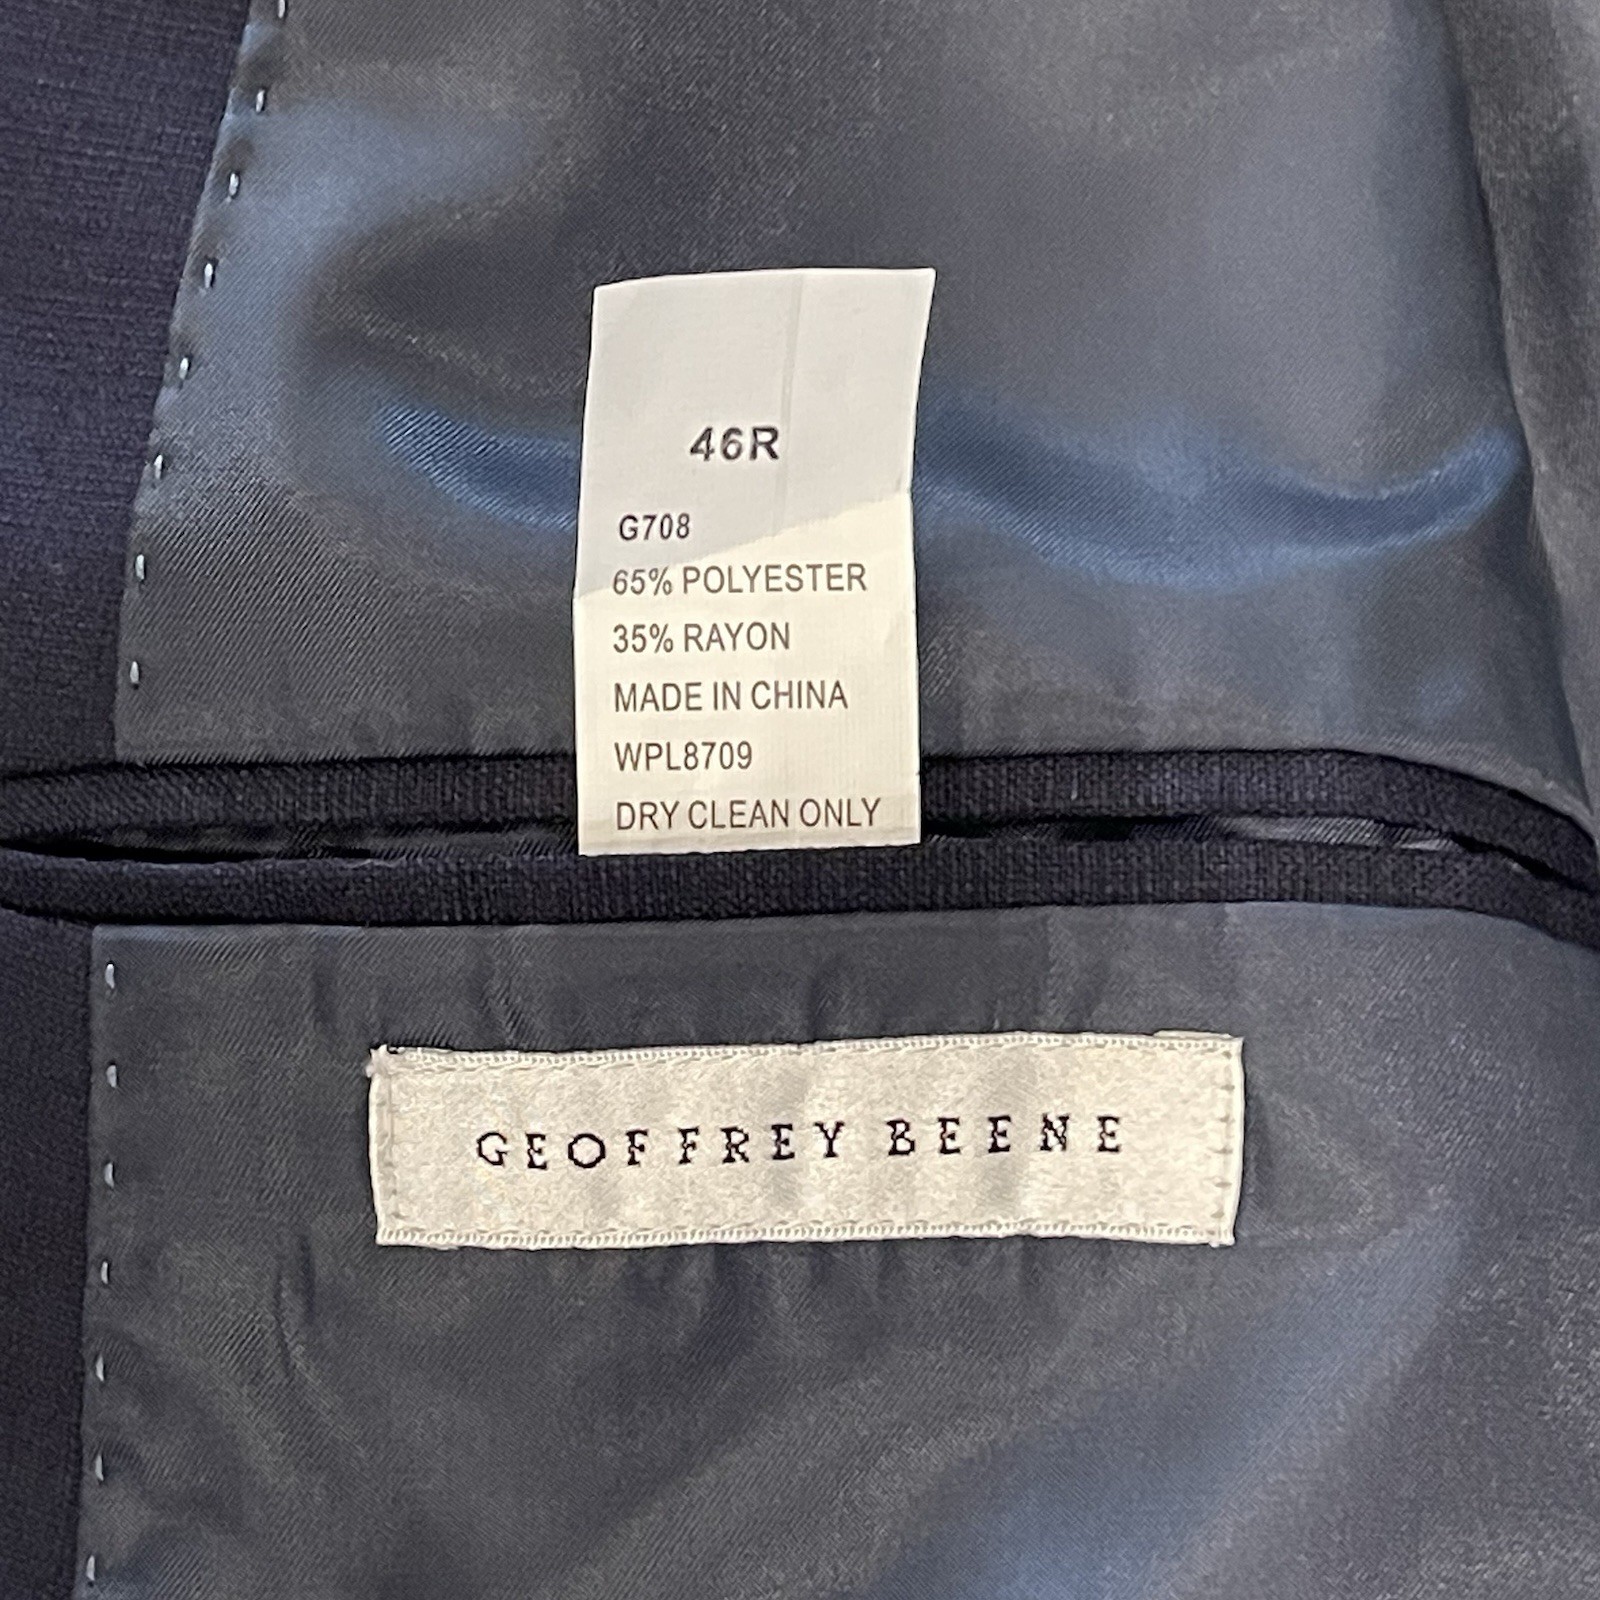 46R
G708
65% POLYESTER
35% RAYON
MADE IN CHINA
WPL8709
DRY CLEAN ONLY
GEOFFREY BEENE